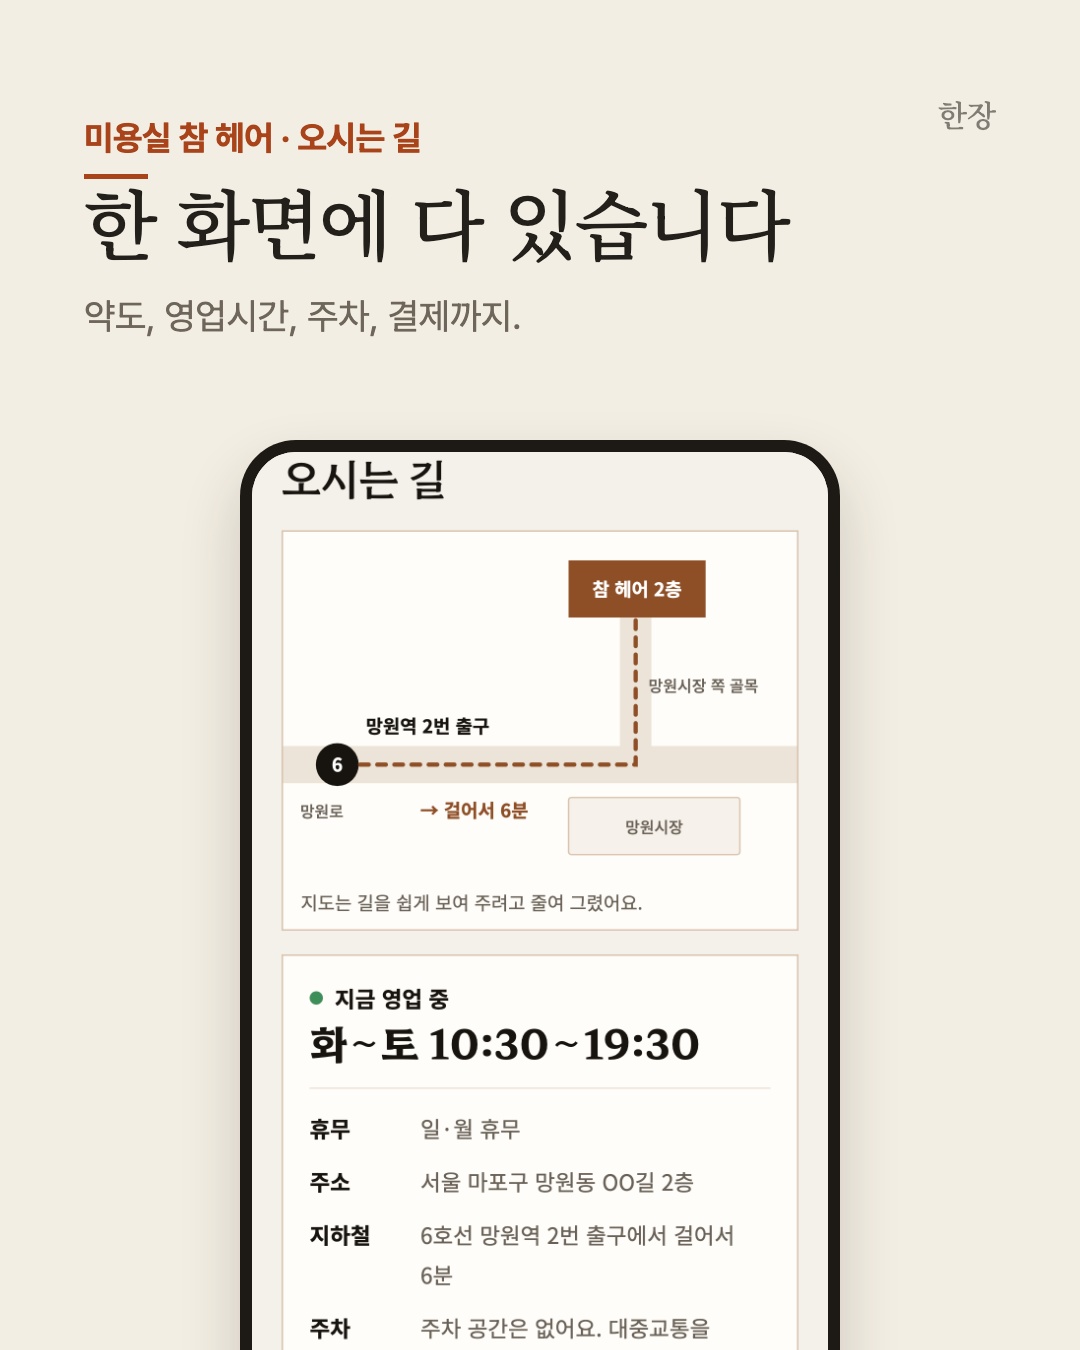 한장
미용실 참 헤어 · 오시는 길
한 화면에 다 있습니다
약도, 영업시간, 주차, 결제까지.
오시는 길
참 헤어 2층
망원시장 쪽 골목
망원역 2번 출구
6
망원로
→ 걸어서 6분
망원시장
지도는 길을 쉽게 보여 주려고 줄여 그렸어요.
지금 영업 중
화~토 10:30~19:30
휴무 일·월 휴무
주소 서울 마포구 망원동 OO길 2층
지하철 6호선 망원역 2번 출구에서 걸어서
6분
주차 주차 공간은 없어요. 대중교통을